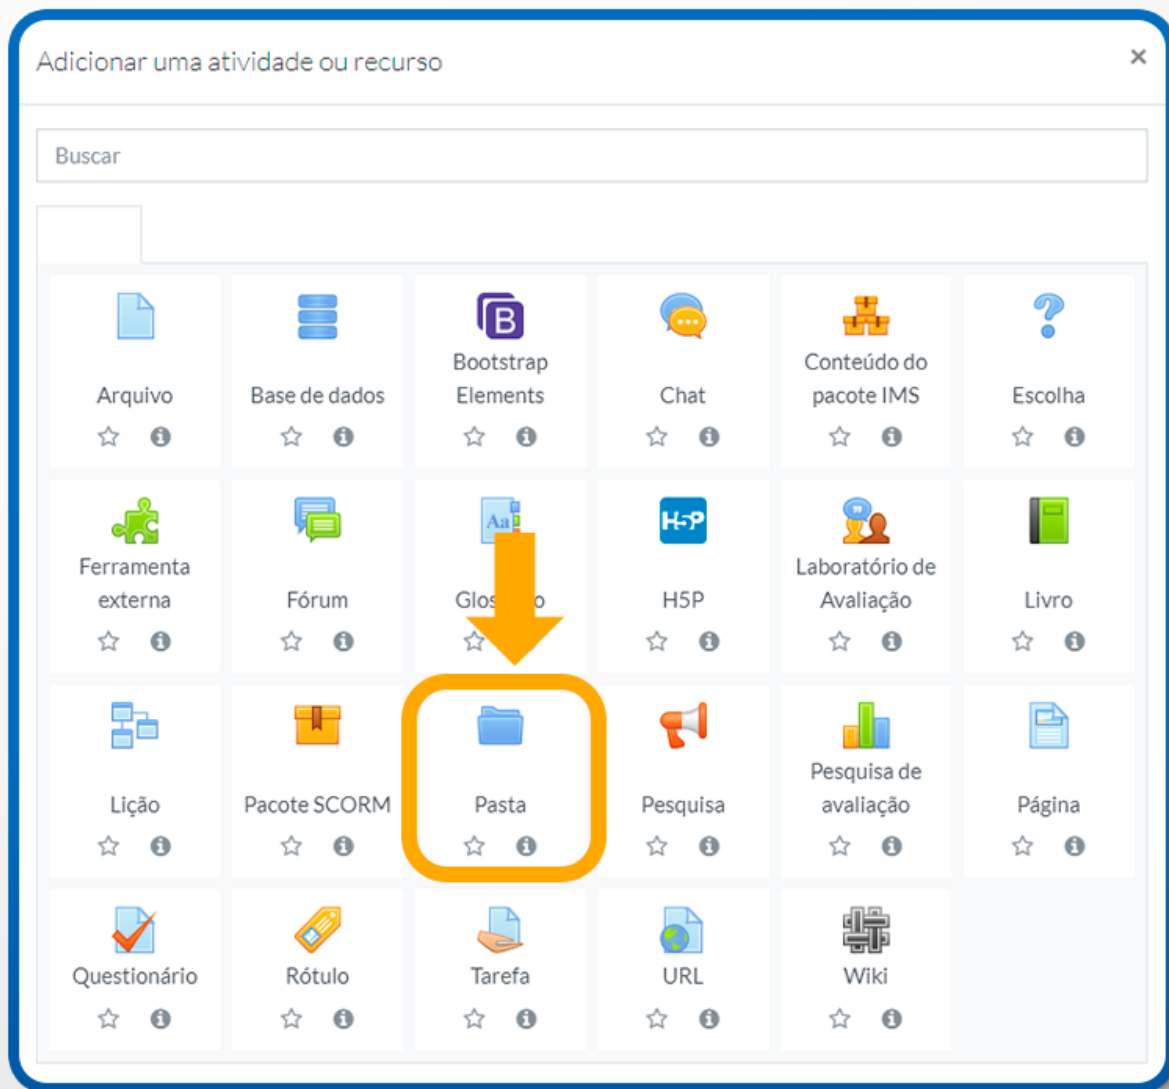 Adicionar uma atividade ou recurso ×
Buscar
B
Bootstrap
Elements
Conteúdo do
pacote IMS
Arquivo
Base de dados
Chat
Escolha
Aa
H5P
Ferramenta
externa
Fórum
H5P
Laboratório de
Avaliação
Livro
Lição
Pacote SCORM
Pasta
Pesquisa
Pesquisa de
avaliação
Página
Questionário
Rótulo
Tarefa
URL
Wiki